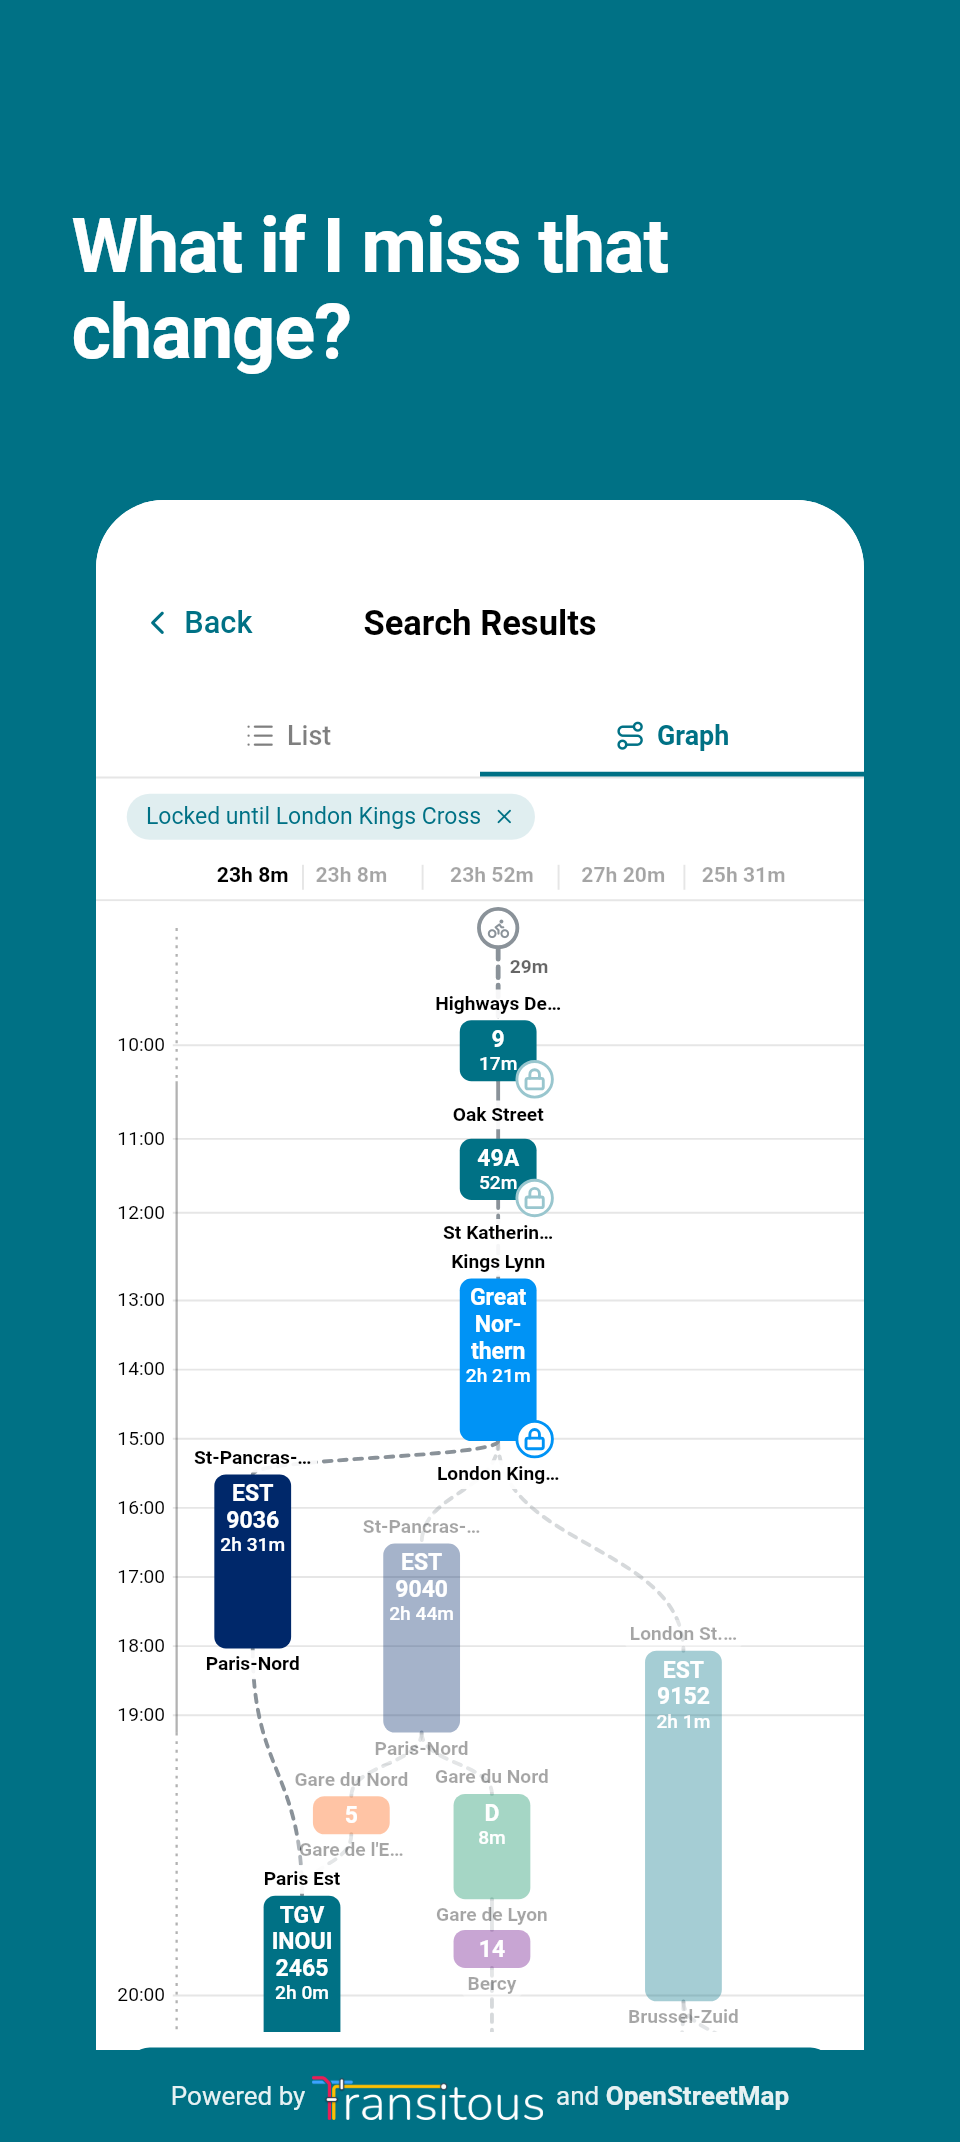 What if I miss that
change?
Back
Search Results
List
Graph
Locked until London Kings Cross
23h 8m
23h 8m
23h 52m
27h 20m
25h 31m
29m
Highways De...
10:00
9
17m
Oak Street
11:00
49A
52m
12:00
St Katherin...
Kings Lynn
13:00
Great
Nor-
thern
2h 21m
14:00
15:00
St-Pancras-...
London King...
EST
9036
2h 31m
16:00
St-Pancras-...
EST
9040
2h 44m
17:00
18:00
London St....
Paris-Nord
EST
9152
2h 1m
19:00
Paris-Nord
Gare du Nord
Gare du Nord
5
D
8m
Gare de l'E...
Paris Est
TGV
INOUI
2465
2h 0m
Gare de Lyon
14
Bercy
20:00
Brussel-Zuid
Powered by Transitous and OpenStreetMap